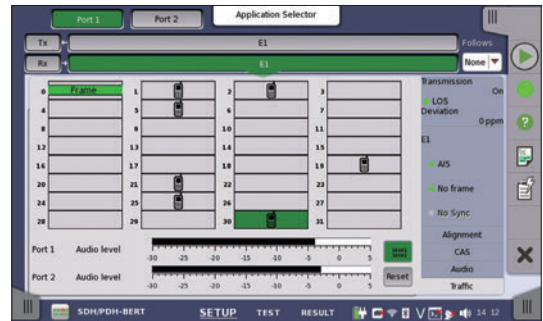 Port 1 Port 2 Application Selector
Tx E1 Follows
Rx E1 None
0 Frame 1 2 3
4 5 6 7
8 9 10 11
12 13 14 15
16 17 18 19
20 21 22 23
24 25 26 27
28 29 30 31
Transmission
On
LOS
Deviation
0 ppm
E1
AIS
No frame
No Sync
Alignment
CAS
Audio
Traffic
Port 1 Audio level -30 -25 -20 -15 -10 -5 0 5
Port 2 Audio level -30 -25 -20 -15 -10 -5 0 5 Reset
SDH/PDH-BERT SETUP TEST RESULT 14 12